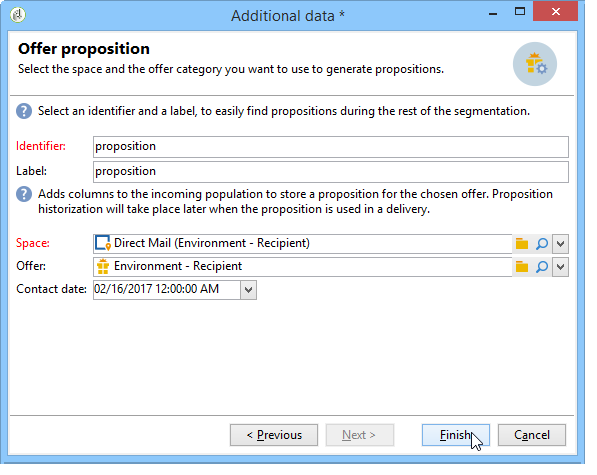 Additional data *
Offer proposition
Select the space and the offer category you want to use to generate propositions.
Select an identifier and a label, to easily find propositions during the rest of the segmentation.
Identifier: proposition
Label: proposition
Adds columns to the incoming population to store a proposition for the chosen offer. Proposition
historization will take place later when the proposition is used in a delivery.
Space: Direct Mail (Environment - Recipient)
Offer: Environment - Recipient
Contact date: 02/16/2017 12:00:00 AM
< Previous Next > Finish Cancel